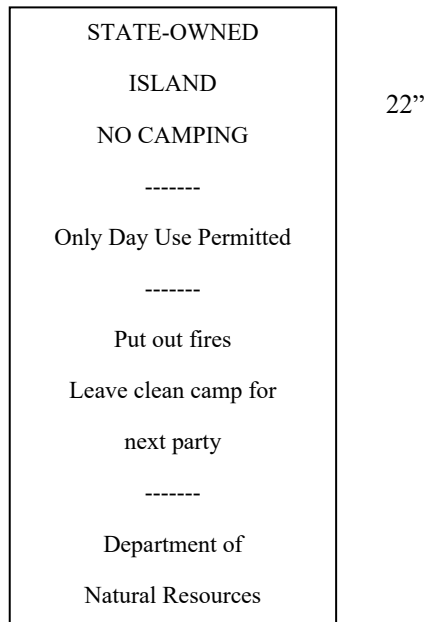 STATE-OWNED
ISLAND
22”
NO CAMPING
-------
Only Day Use Permitted
-------
Put out fires
Leave clean camp for
next party
-------
Department of
Natural Resources